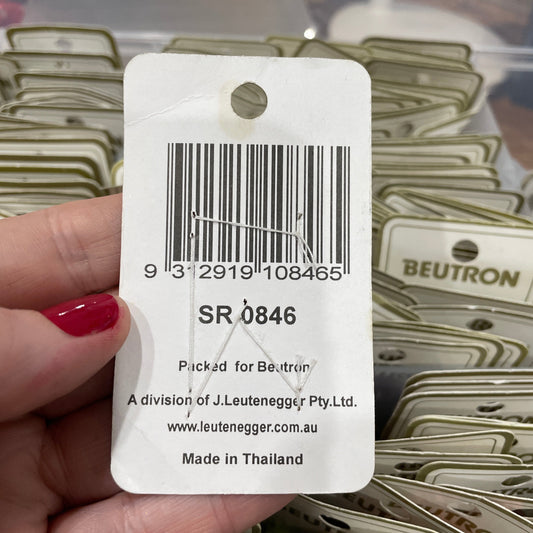 9 312919 108465
SR 0846
Packed for Beutron
A division of J.Leutenegger Pty.Ltd.
www.leutenegger.com.au
Made in Thailand
BEUTRON